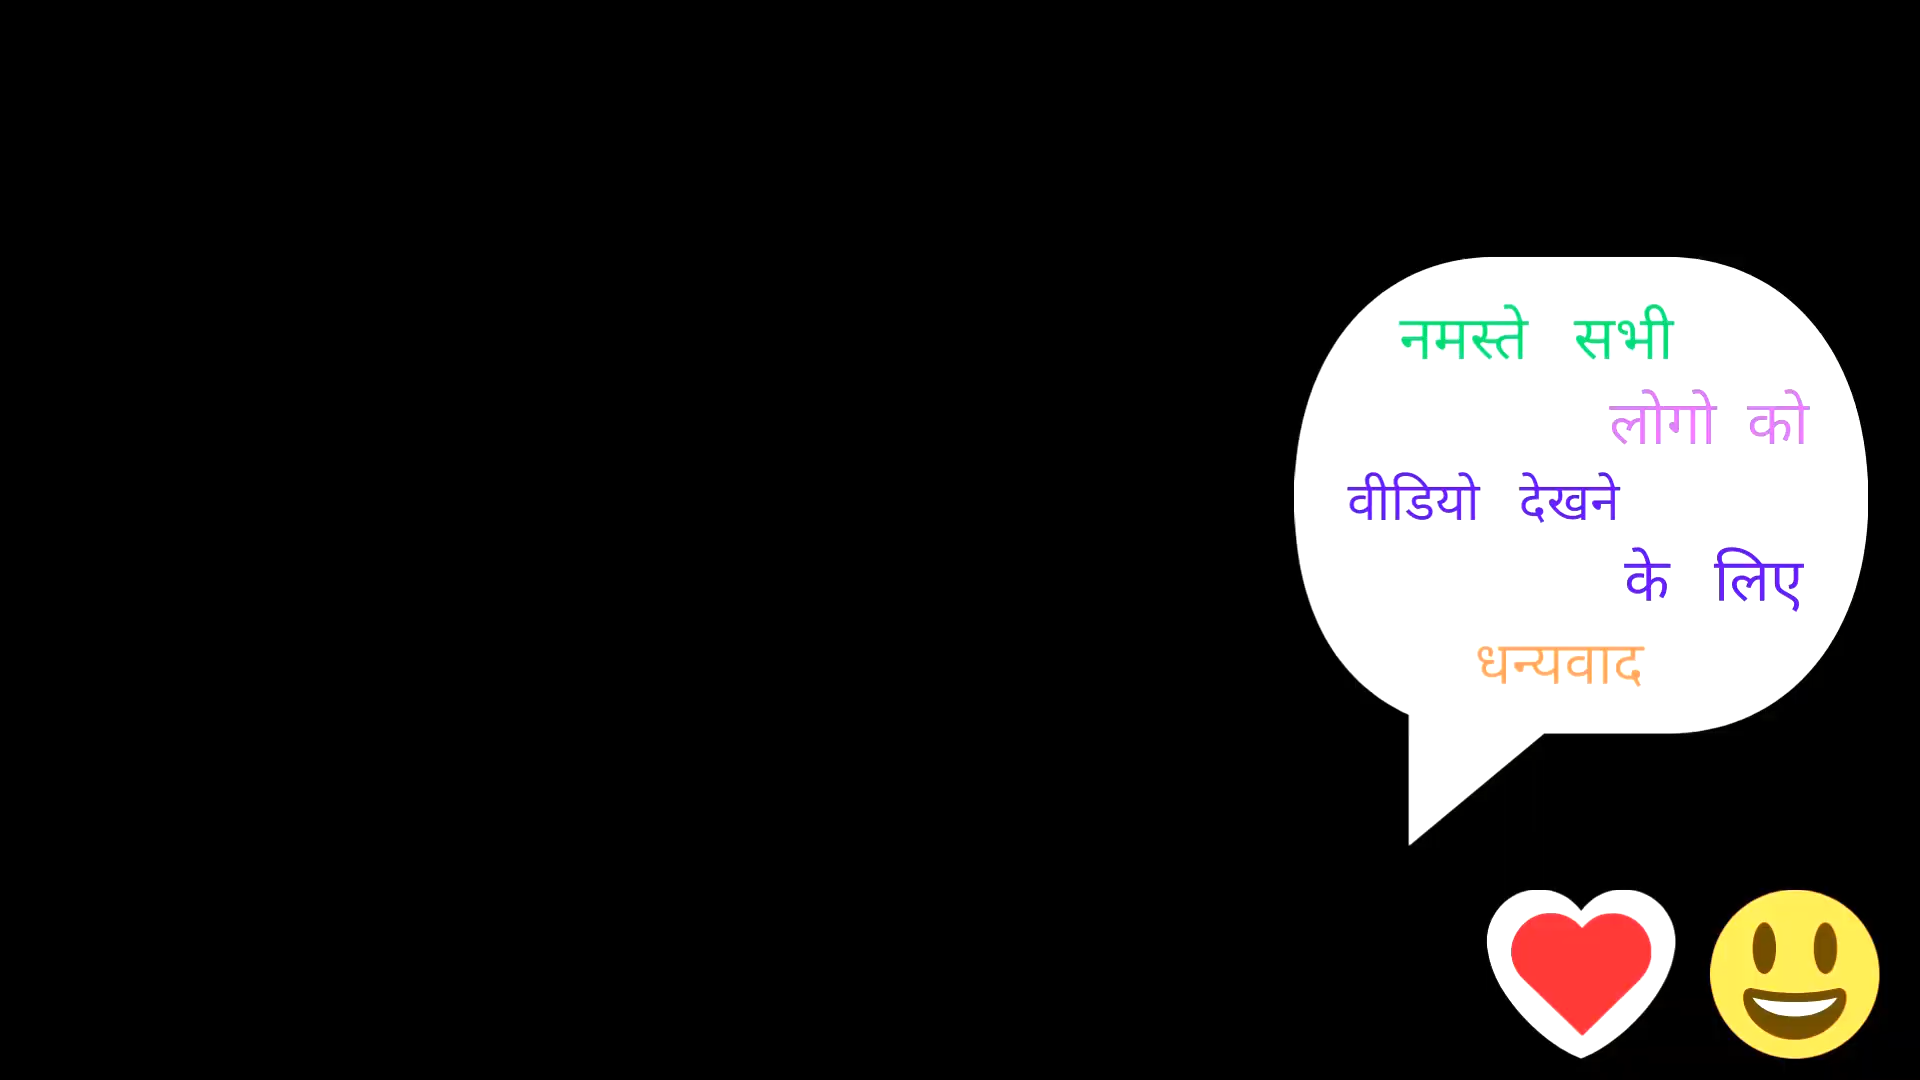 नमस्ते सभी
लोगो को
वीडियो देखने
के लिए
धन्यवाद